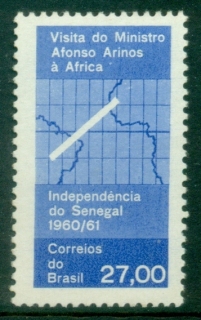 Visita do Ministro
Afonso Arinos
à Africa
Independência
do Senegal
1960/61
Correios
do
Brasil 27,00